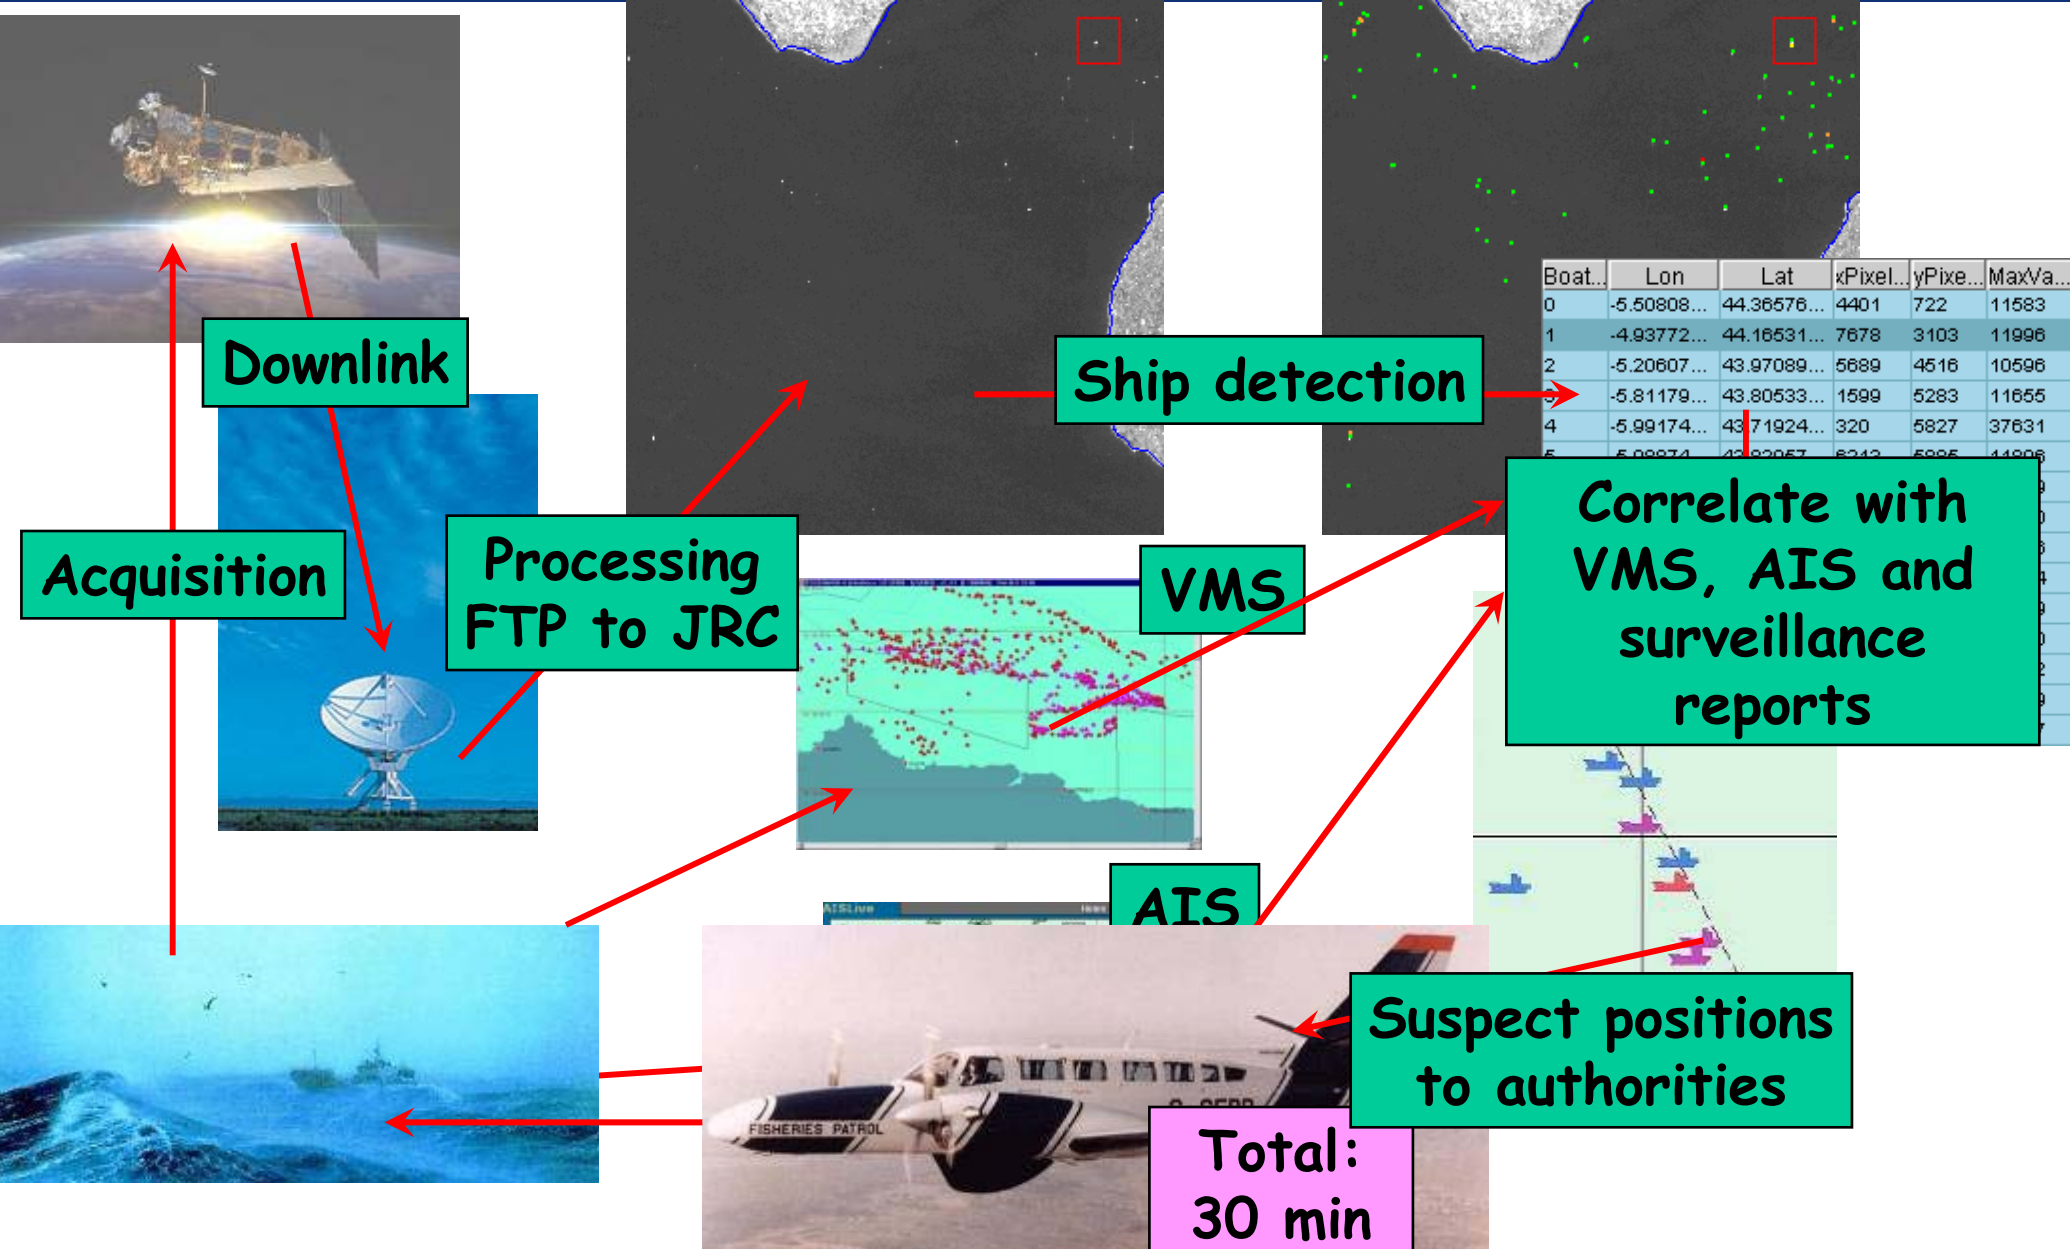 Boat... Lon Lat xPixel... yPixe... MaxVa...
0 -5.50808... 44.36576... 4401 722 11583
1 -4.93772... 44.16531... 7678 3103 11996
2 -5.20607... 43.97089... 5689 4516 10596
-5.81179... 43.80533... 1599 5283 11655
4 -5.99174... 43.71924... 320 5827 37631
Downlink
Ship detection
Acquisition
Processing
FTP to JRC
VMS
Correlate with
VMS, AIS and
surveillance
reports
AIS
AISLive
Suspect positions
to authorities
FISHERIES PATROL
Total:
30 min